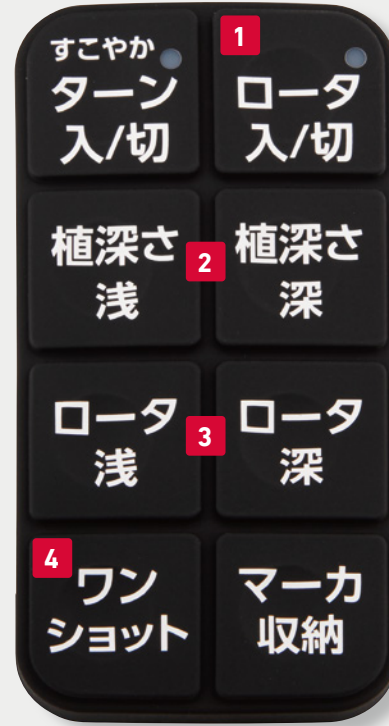 すこやか
ターン
入/切
1
ロータ
入/切
植深さ
浅
2
植深さ
深
ロータ
浅
3
ロータ
深
4
ワン
ショット
マーカ
収納